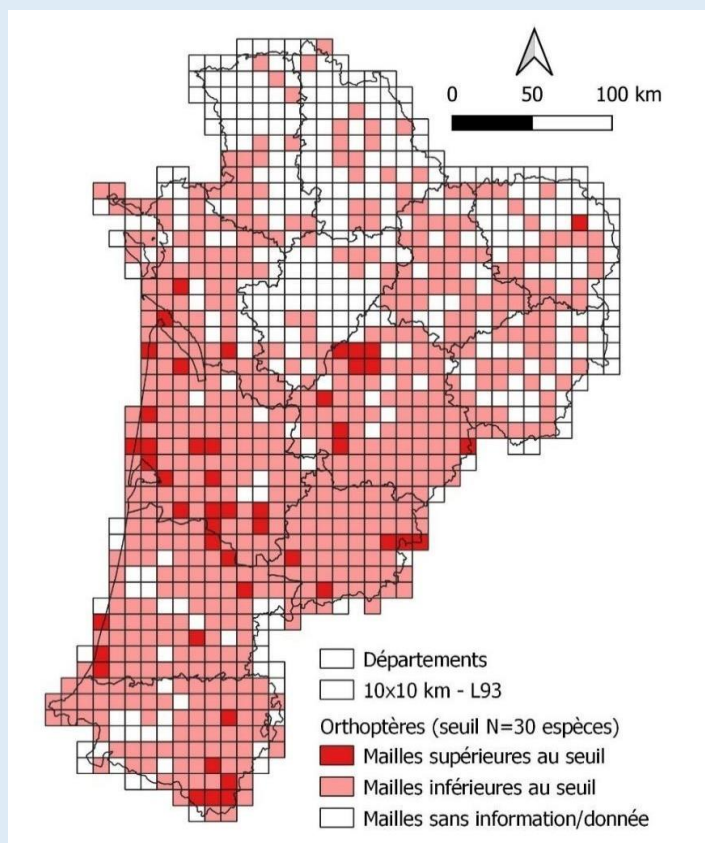 0 50 100 km
Départements
10x10 km - L93
Orthoptères (seuil N=30 espèces)
Mailles supérieures au seuil
Mailles inférieures au seuil
Mailles sans information/donnée